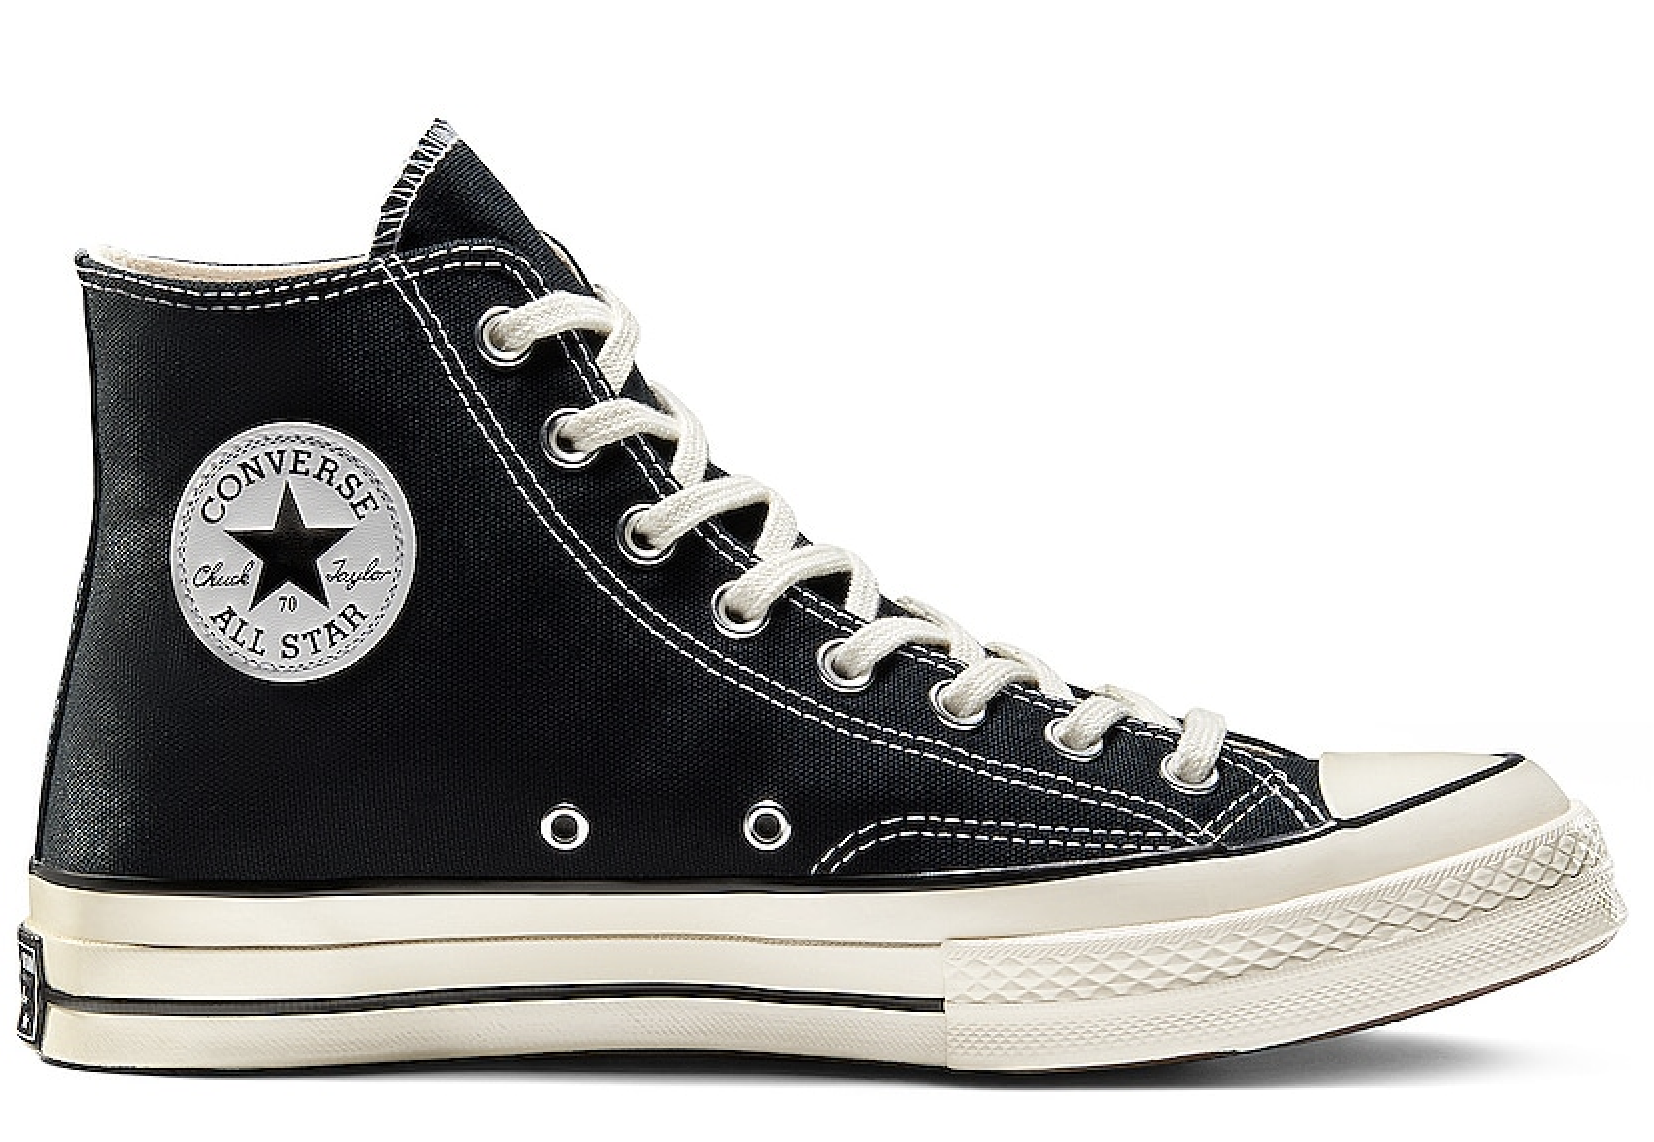 CONVERSE
Chuck Taylor
70
ALL STAR